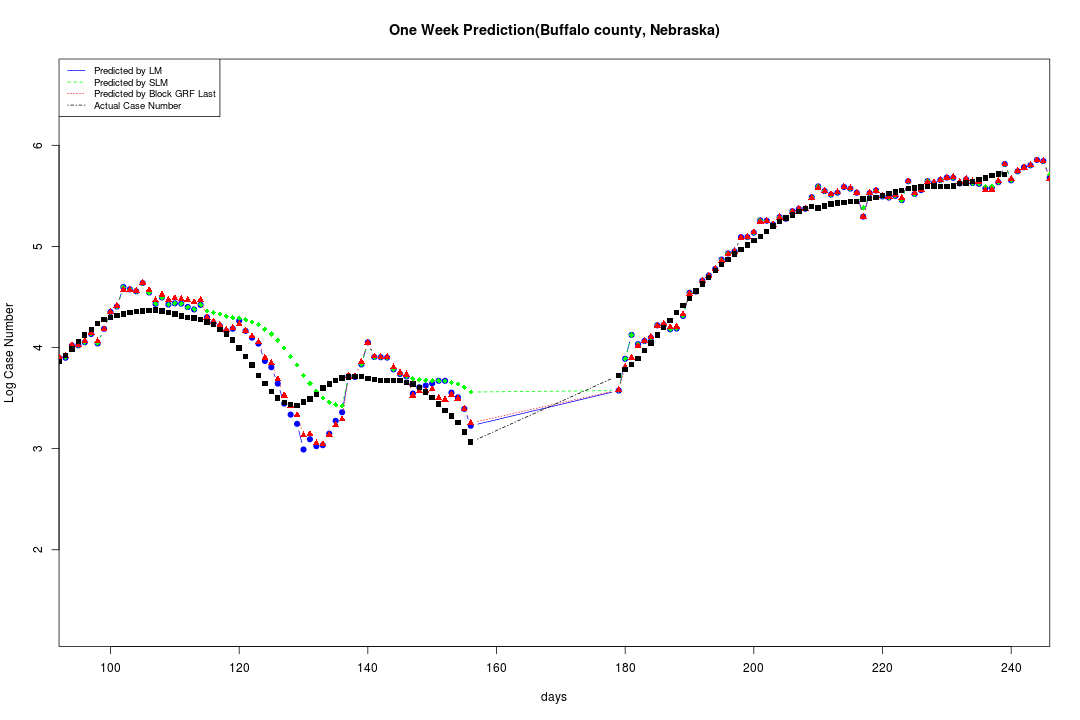 One Week Prediction(Buffalo county, Nebraska)
Predicted by LM
Predicted by SLM
Predicted by Block GRF Last
Actual Case Number
Log Case Number
6
5
4
3
2
100 120 140 160 180 200 220 240
days